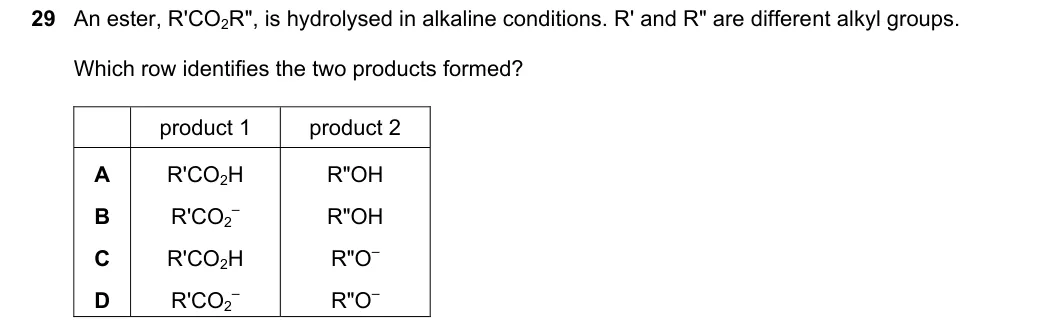 29 An ester, R'CO₂R", is hydrolysed in alkaline conditions. R' and R" are different alkyl groups.
Which row identifies the two products formed?
product 1 product 2
A R'CO₂H R"OH
B R'CO₂⁻ R"OH
C R'CO₂H R"O⁻
D R'CO₂⁻ R"O⁻